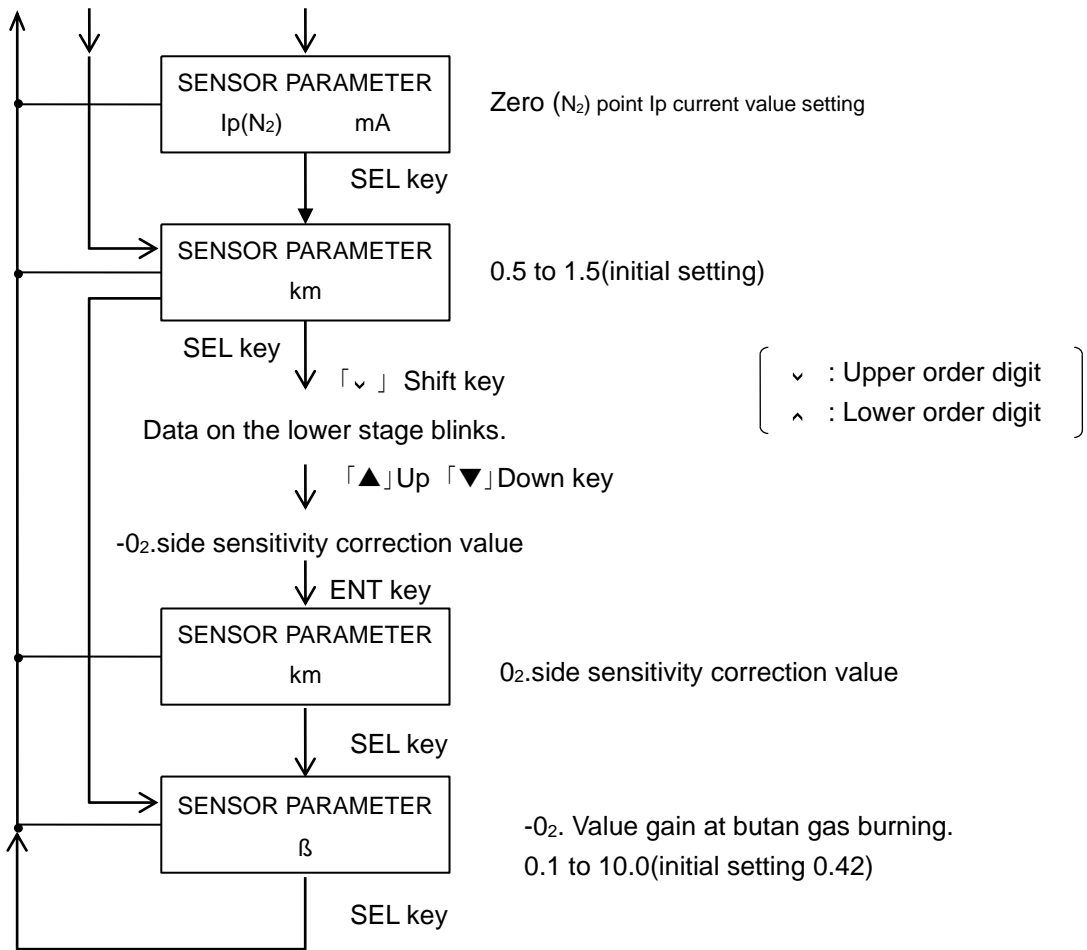 SENSOR PARAMETER
Ip(N₂) mA
Zero (N₂) point Ip current value setting
SEL key
SENSOR PARAMETER
km
0.5 to 1.5(initial setting)
SEL key
「⌄ 」 Shift key
⌄ : Upper order digit
⌃ : Lower order digit
Data on the lower stage blinks.
「▲」Up 「▼」Down key
-0₂.side sensitivity correction value
ENT key
SENSOR PARAMETER
km
0₂.side sensitivity correction value
SEL key
SENSOR PARAMETER
ß
-0₂. Value gain at butan gas burning.
0.1 to 10.0(initial setting 0.42)
SEL key